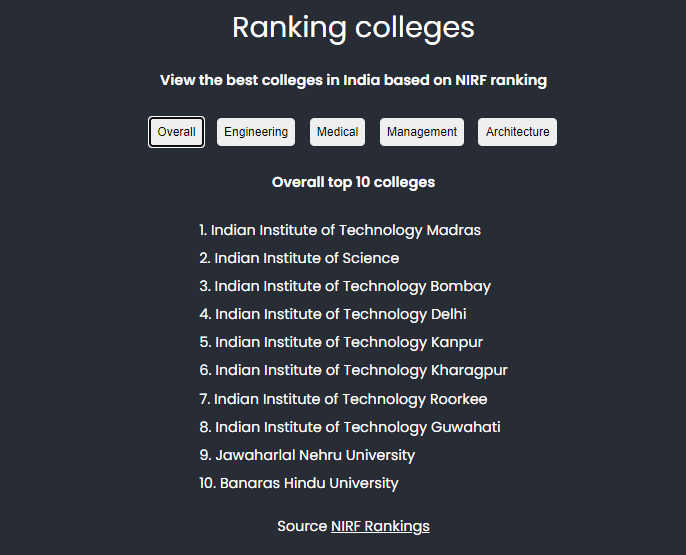 Ranking colleges
View the best colleges in India based on NIRF ranking
Overall Engineering Medical Management Architecture
Overall top 10 colleges
1. Indian Institute of Technology Madras
2. Indian Institute of Science
3. Indian Institute of Technology Bombay
4. Indian Institute of Technology Delhi
5. Indian Institute of Technology Kanpur
6. Indian Institute of Technology Kharagpur
7. Indian Institute of Technology Roorkee
8. Indian Institute of Technology Guwahati
9. Jawaharlal Nehru University
10. Banaras Hindu University
Source NIRF Rankings